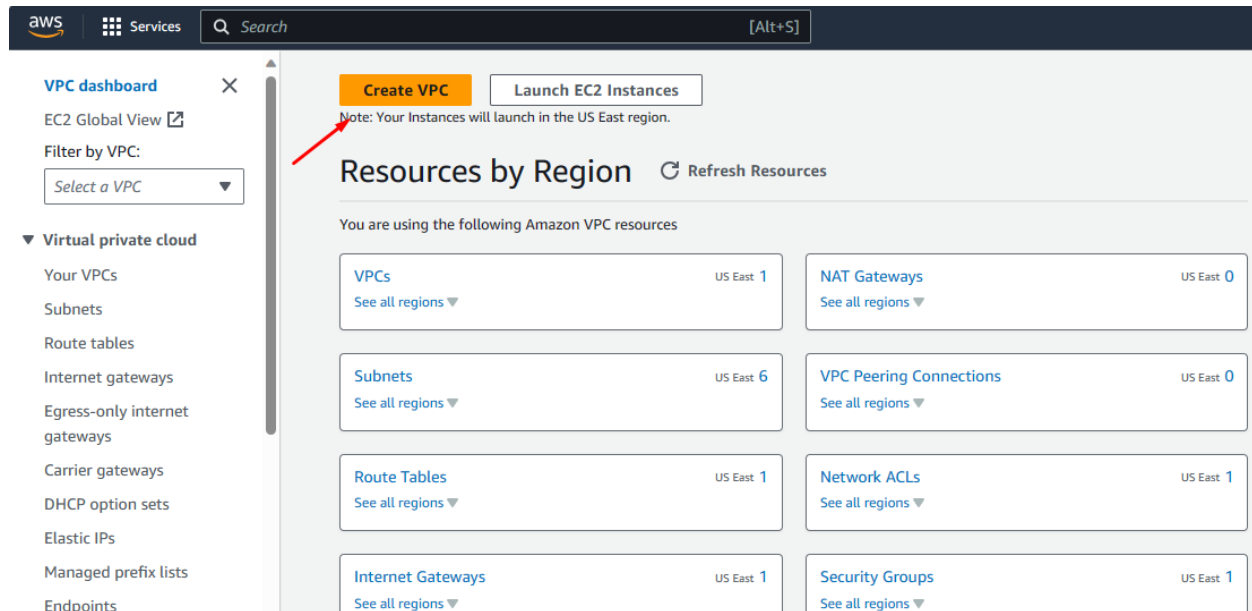 aws
Services
Search
[Alt+S]
VPC dashboard
EC2 Global View
Filter by VPC:
Select a VPC
Virtual private cloud
Your VPCs
Subnets
Route tables
Internet gateways
Egress-only internet
gateways
Carrier gateways
DHCP option sets
Elastic IPs
Managed prefix lists
Endpoints
Create VPC
Launch EC2 Instances
Note: Your Instances will launch in the US East region.
Resources by Region
Refresh Resources
You are using the following Amazon VPC resources
VPCs US East 1
See all regions
NAT Gateways US East 0
See all regions
Subnets US East 6
See all regions
VPC Peering Connections US East 0
See all regions
Route Tables US East 1
See all regions
Network ACLs US East 1
See all regions
Internet Gateways US East 1
See all regions
Security Groups US East 1
See all regions